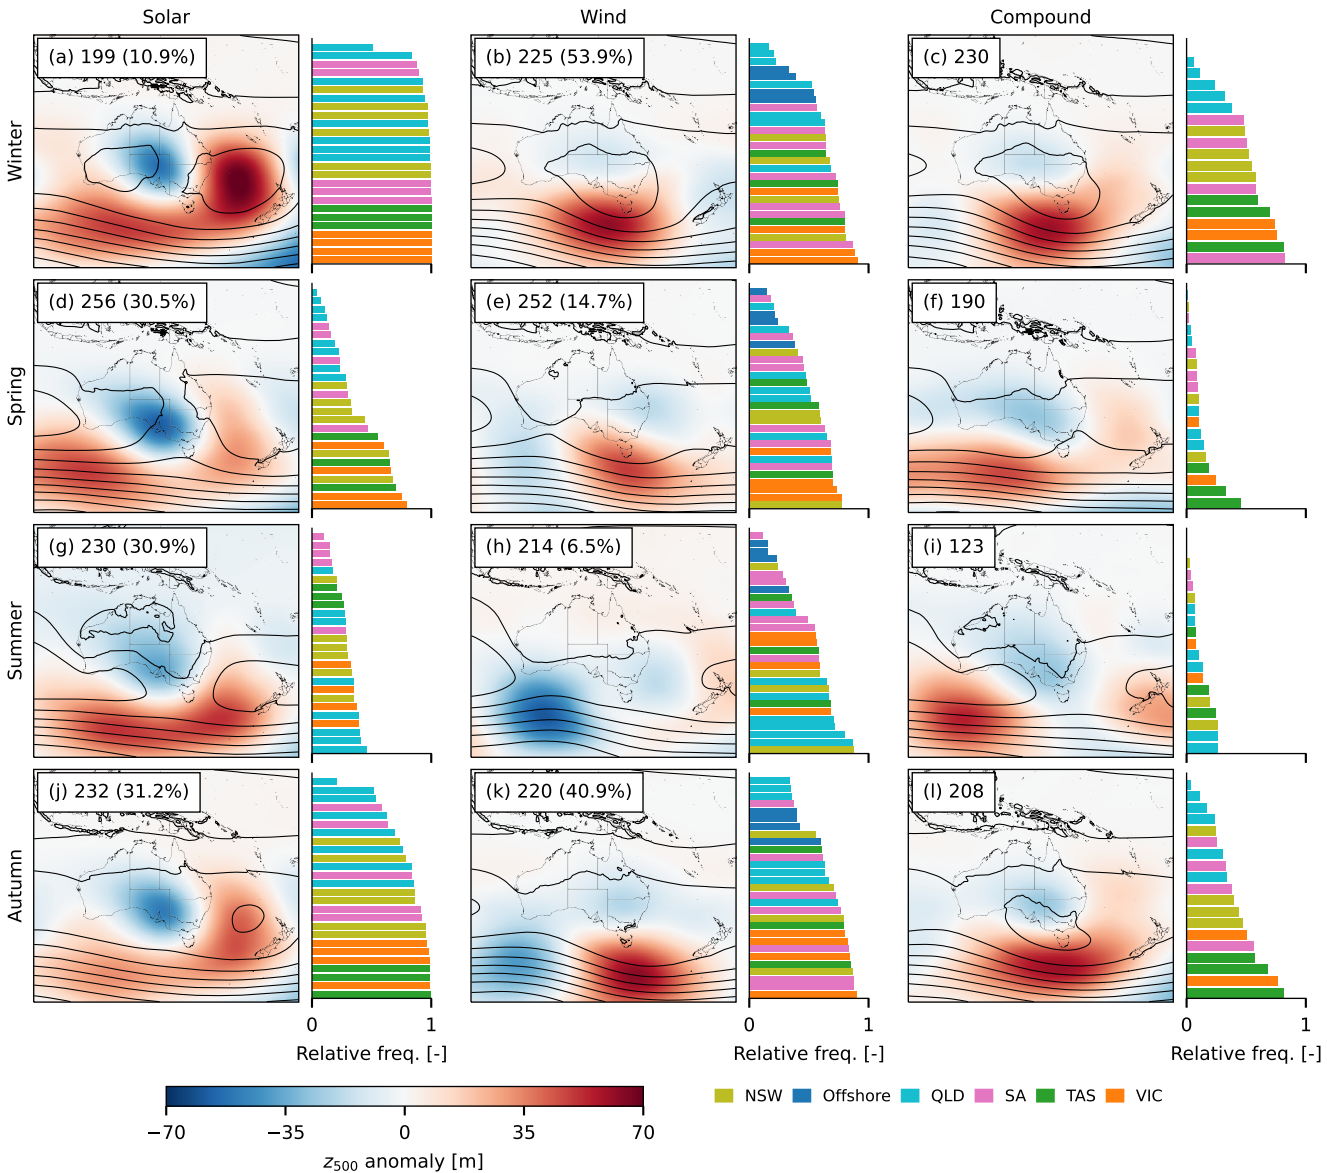 Solar
Wind
Compound
Winter
(a) 199 (10.9%)
(b) 225 (53.9%)
(c) 230
Spring
(d) 256 (30.5%)
(e) 252 (14.7%)
(f) 190
Summer
(g) 230 (30.9%)
(h) 214 (6.5%)
(i) 123
Autumn
(j) 232 (31.2%)
(k) 220 (40.9%)
(l) 208
0 1
0 1
0 1
Relative freq. [-]
Relative freq. [-]
Relative freq. [-]
NSW Offshore QLD SA TAS VIC
−70 −35 0 35 70
z500 anomaly [m]